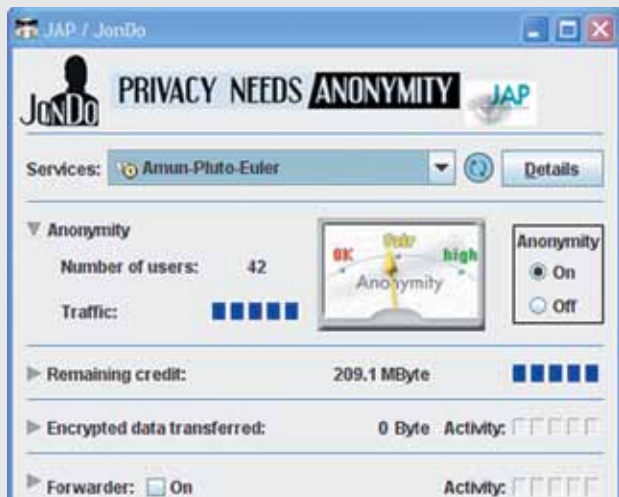 JAP / JonDo
JONDO PRIVACY NEEDS ANONYMITY JAP
Services: Amun-Pluto-Euler Details
Anonymity
Number of users: 42
Traffic:
OK Fair high
Anonymity
Anonymity
On
Off
Remaining credit: 209.1 MByte
Encrypted data transferred: 0 Byte Activity:
Forwarder: On Activity: